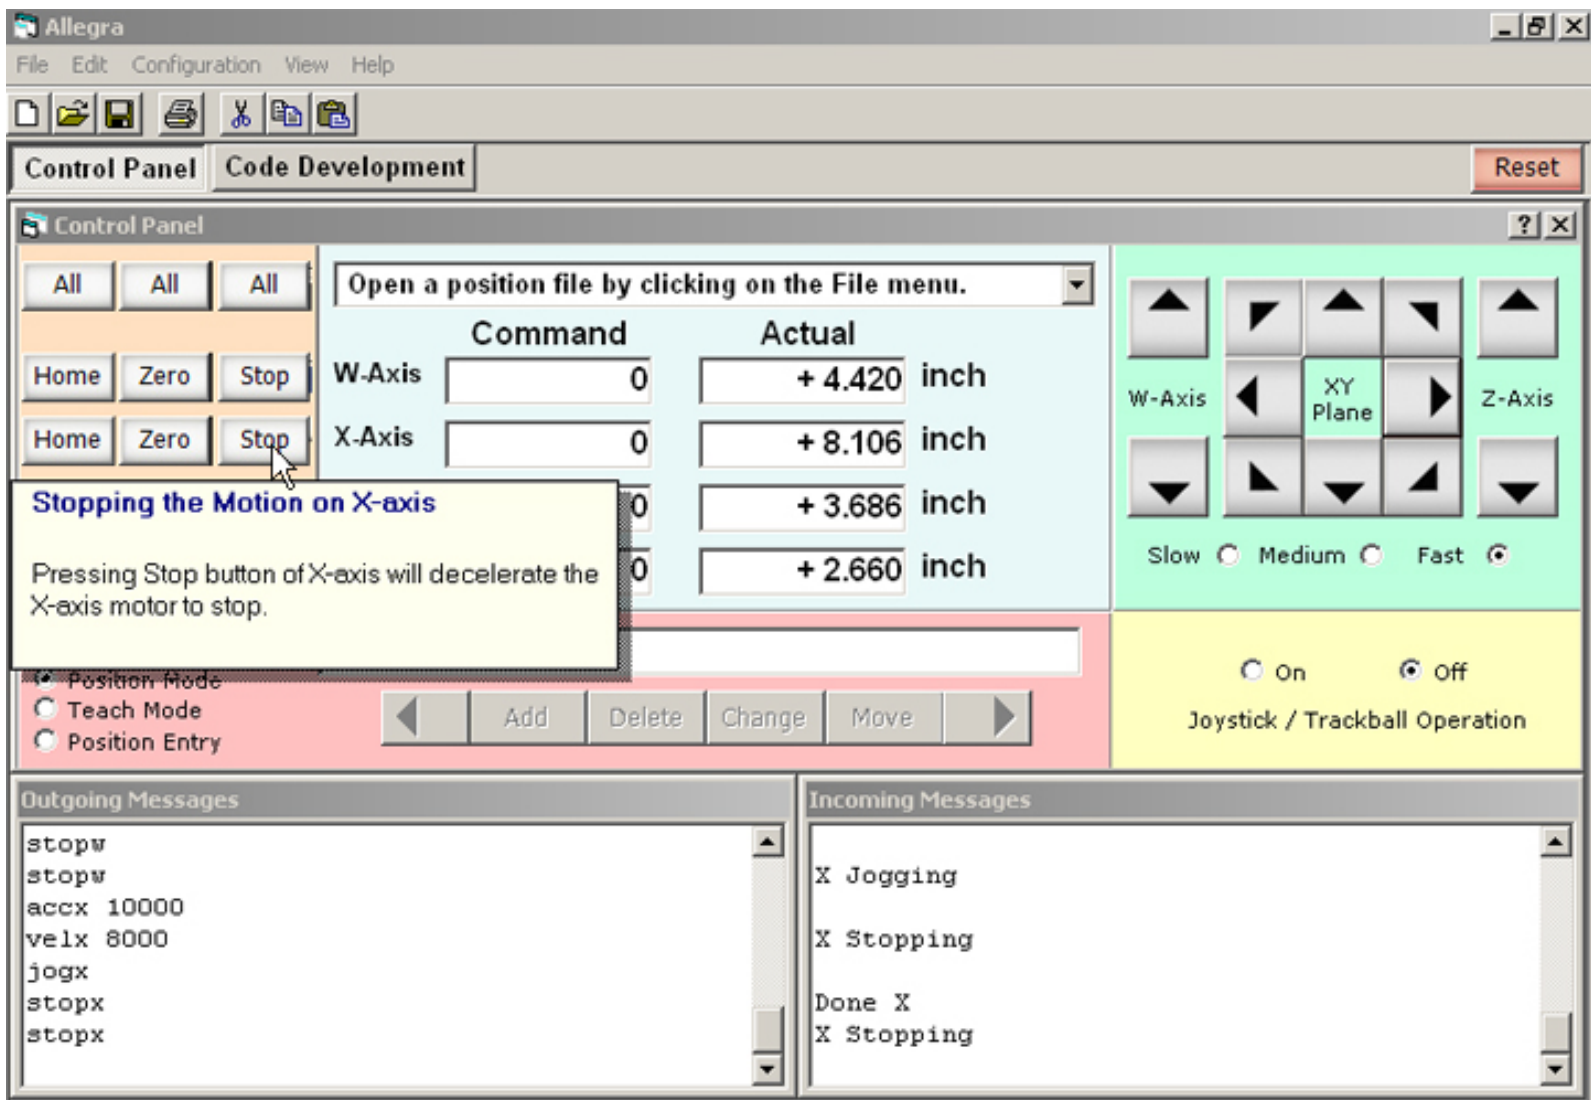 Allegra
File Edit Configuration View Help
Control Panel Code Development Reset
Control Panel
All All All
Open a position file by clicking on the File menu.
Command Actual
Home Zero Stop W-Axis 0 + 4.420 inch
Home Zero Stop X-Axis 0 + 8.106 inch
0 + 3.686 inch
0 + 2.660 inch
Stopping the Motion on X-axis
Pressing Stop button of X-axis will decelerate the
X-axis motor to stop.
W-Axis XY Plane Z-Axis
Slow Medium Fast
Position Mode
Teach Mode
Position Entry
Add Delete Change Move
On Off
Joystick / Trackball Operation
Outgoing Messages
stopw
stopw
accx 10000
velx 8000
jogx
stopx
stopx
Incoming Messages
X Jogging
X Stopping
Done X
X Stopping